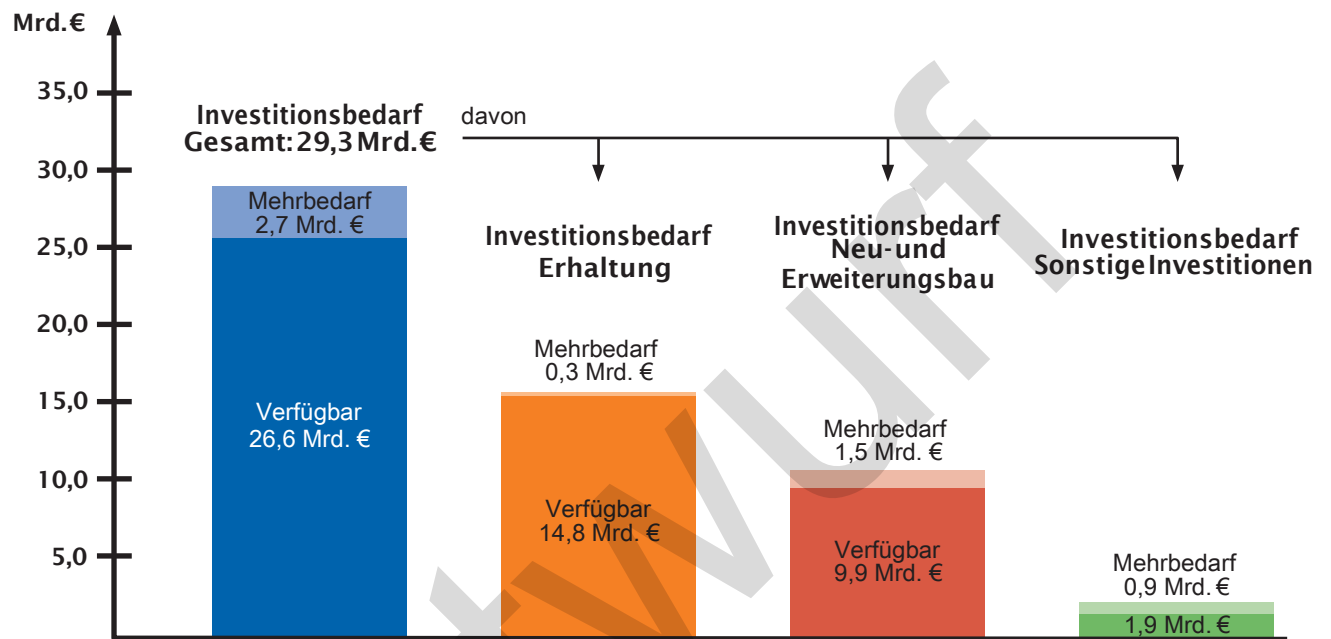 Mrd.€
35,0
30,0
25,0
20,0
15,0
10,0
5,0
Investitionsbedarf
Gesamt: 29,3 Mrd.€
davon
Mehrbedarf
2,7 Mrd. €
Verfügbar
26,6 Mrd. €
Investitionsbedarf
Erhaltung
Mehrbedarf
0,3 Mrd. €
Verfügbar
14,8 Mrd. €
Investitionsbedarf
Neu- und
Erweiterungsbau
Mehrbedarf
1,5 Mrd. €
Verfügbar
9,9 Mrd. €
Investitionsbedarf
Sonstige Investitionen
Mehrbedarf
0,9 Mrd. €
1,9 Mrd. €
twurf